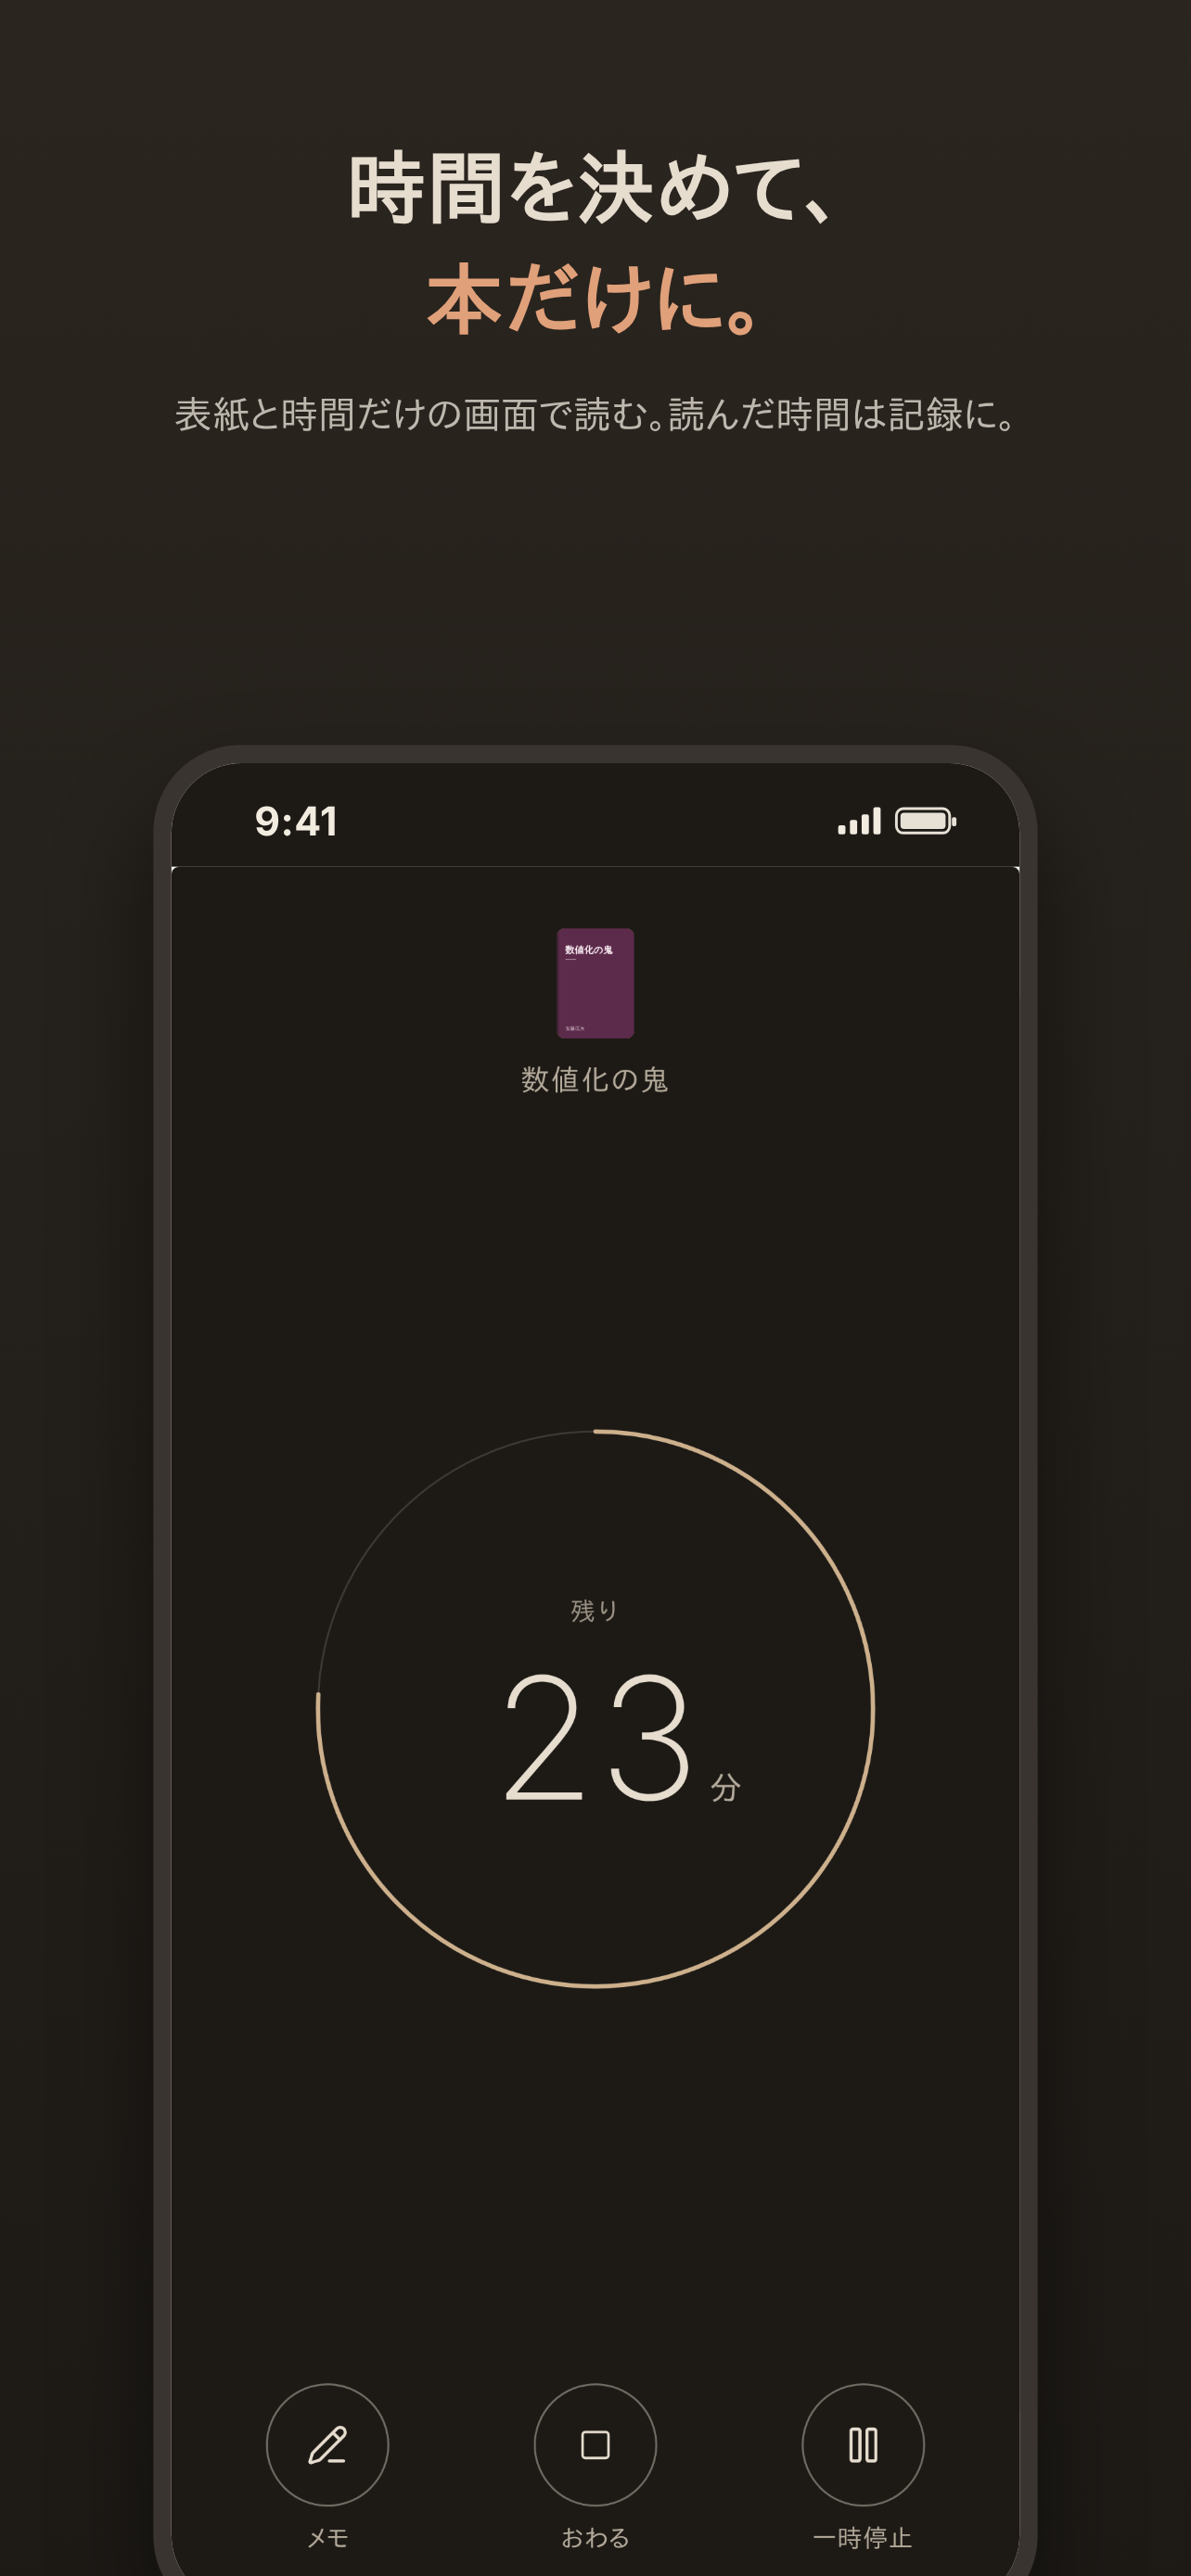 時間を決めて、
本だけに。
表紙と時間だけの画面で読む。読んだ時間は記録に。
9:41
数値化の鬼
数値化の鬼
残り
23分
メモ
おわる
一時停止